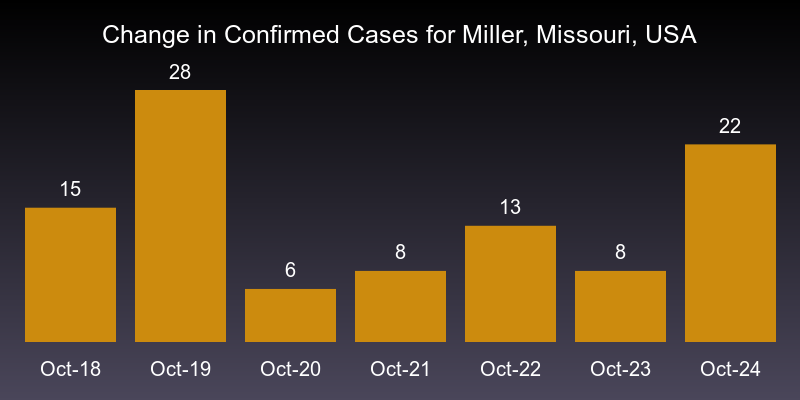 Change in Confirmed Cases for Miller, Missouri, USA
15
28
6
8
13
8
22
Oct-18
Oct-19
Oct-20
Oct-21
Oct-22
Oct-23
Oct-24